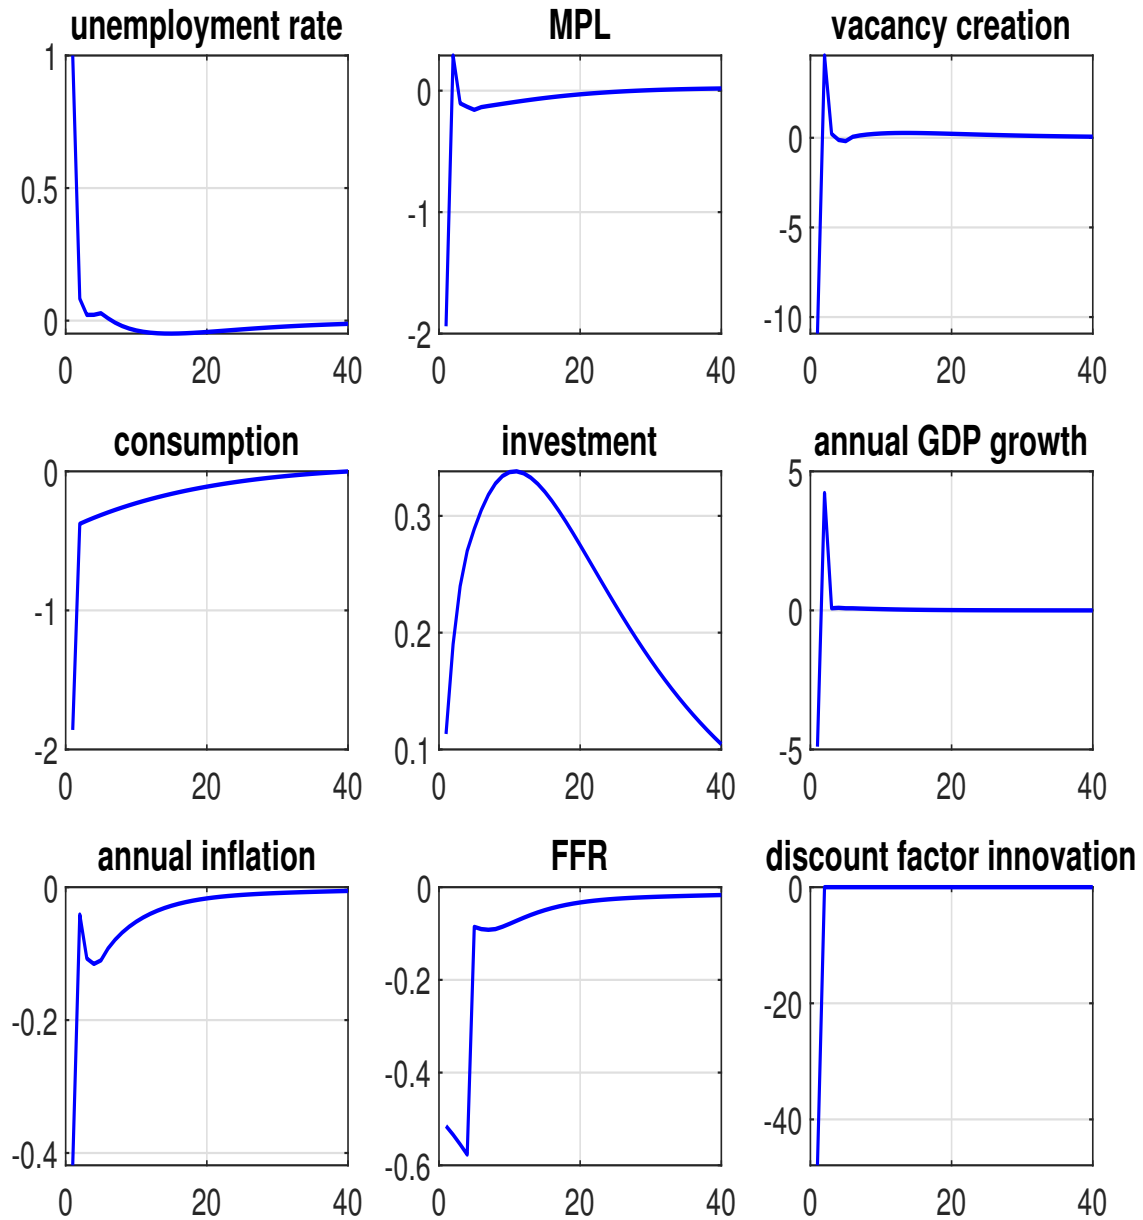 unemployment rate
1
0.5
0
0 20 40
MPL
0
-1
-2
0 20 40
vacancy creation
0
-5
-10
0 20 40
consumption
0
-1
-2
0 20 40
investment
0.3
0.2
0.1
0 20 40
annual GDP growth
5
0
-5
0 20 40
annual inflation
0
-0.2
-0.4
0 20 40
FFR
0
-0.2
-0.4
-0.6
0 20 40
discount factor innovation
0
-20
-40
0 20 40